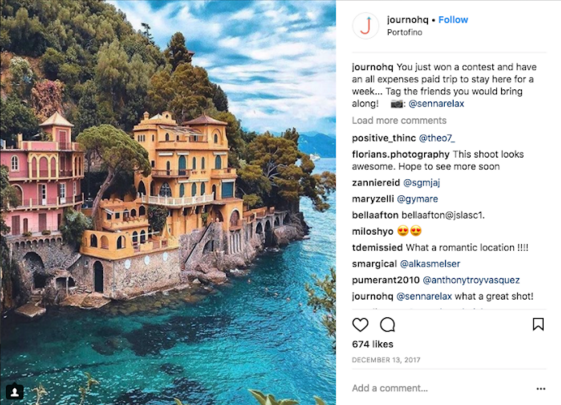 journohq • Follow
Portofino
journohq You just won a contest and have
an all expenses paid trip to stay here for
a week... Tag the friends you would bring
along! 📷: @sennarelax
Load more comments
positive_thinc @theo7_
florians.photography This shoot looks
awesome. Hope to see more soon
zanniereid @sgmjaj
maryzelli @gymare
bellaafton bellaafton@jslasc1.
miloshyo 😍😍
tdemissied What a romantic location !!!!
smargical @alkasmelser
pumerant2010 @anthonytroyvasquez
journohq @sennarelax what a great shot!
674 likes
DECEMBER 13, 2017
Add a comment...